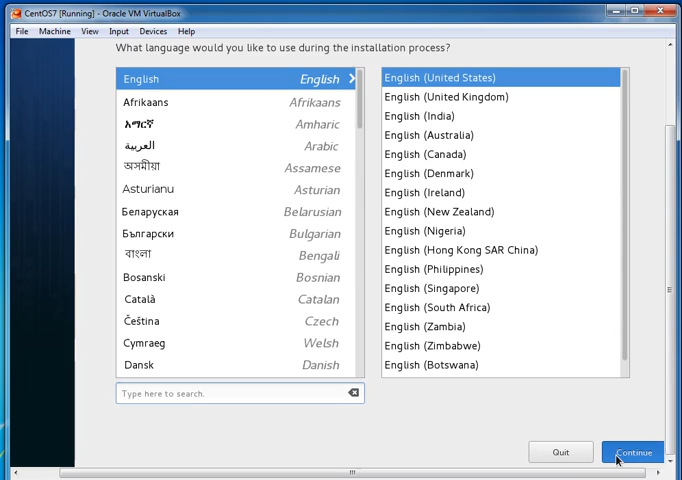 CentOS7 [Running] - Oracle VM VirtualBox
File Machine View Input Devices Help
What language would you like to use during the installation process?
English English
Afrikaans Afrikaans
አማርኛ Amharic
العربية Arabic
অসমীয়া Assamese
Asturianu Asturian
Беларуская Belarusian
Български Bulgarian
বাংলা Bengali
Bosanski Bosnian
Català Catalan
Čeština Czech
Cymraeg Welsh
Dansk Danish
Type here to search.
English (United States)
English (United Kingdom)
English (India)
English (Australia)
English (Canada)
English (Denmark)
English (Ireland)
English (New Zealand)
English (Nigeria)
English (Hong Kong SAR China)
English (Philippines)
English (Singapore)
English (South Africa)
English (Zambia)
English (Zimbabwe)
English (Botswana)
Quit Continue